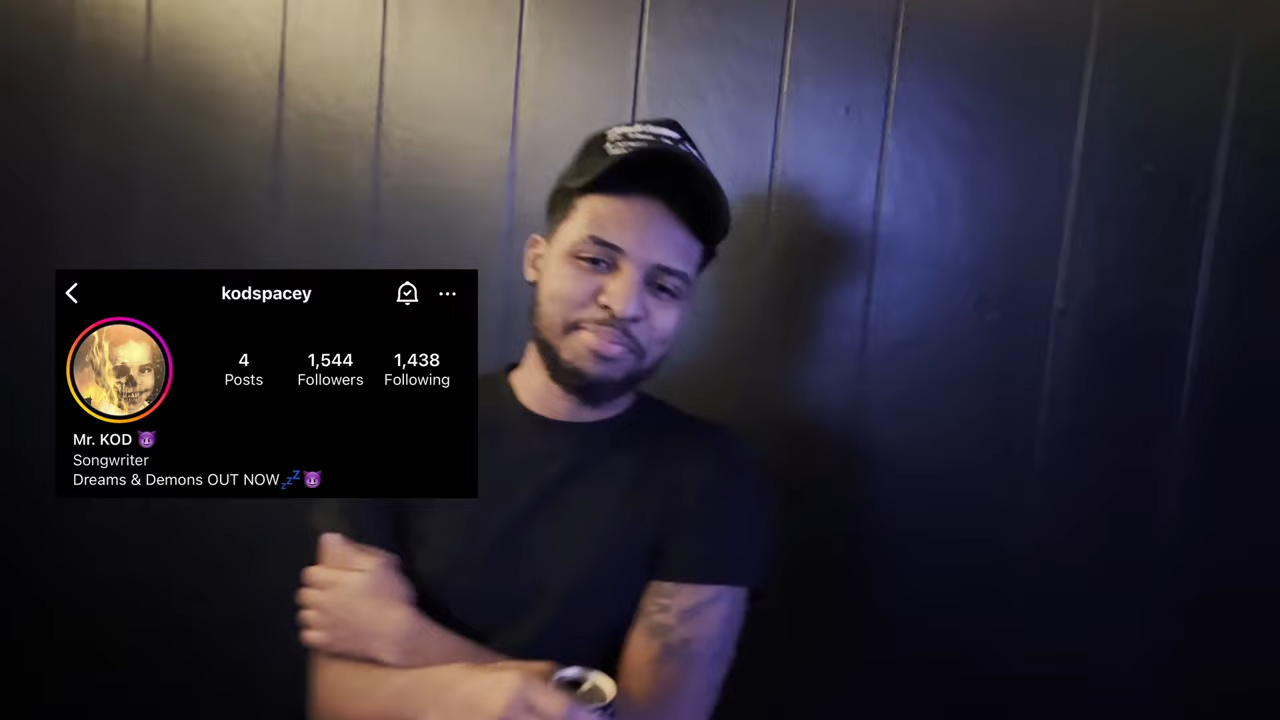 kodspacey
4 1,544 1,438
Posts Followers Following
Mr. KOD 😈
Songwriter
Dreams & Demons OUT NOW💤😈